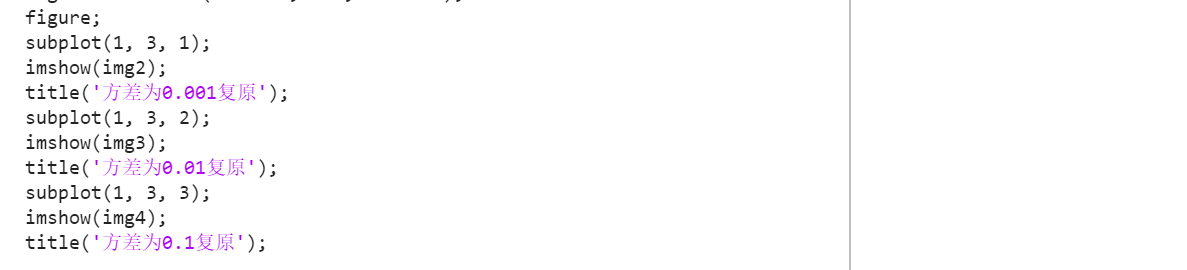 figure;
subplot(1, 3, 1);
imshow(img2);
title('方差为0.001复原');
subplot(1, 3, 2);
imshow(img3);
title('方差为0.01复原');
subplot(1, 3, 3);
imshow(img4);
title('方差为0.1复原');